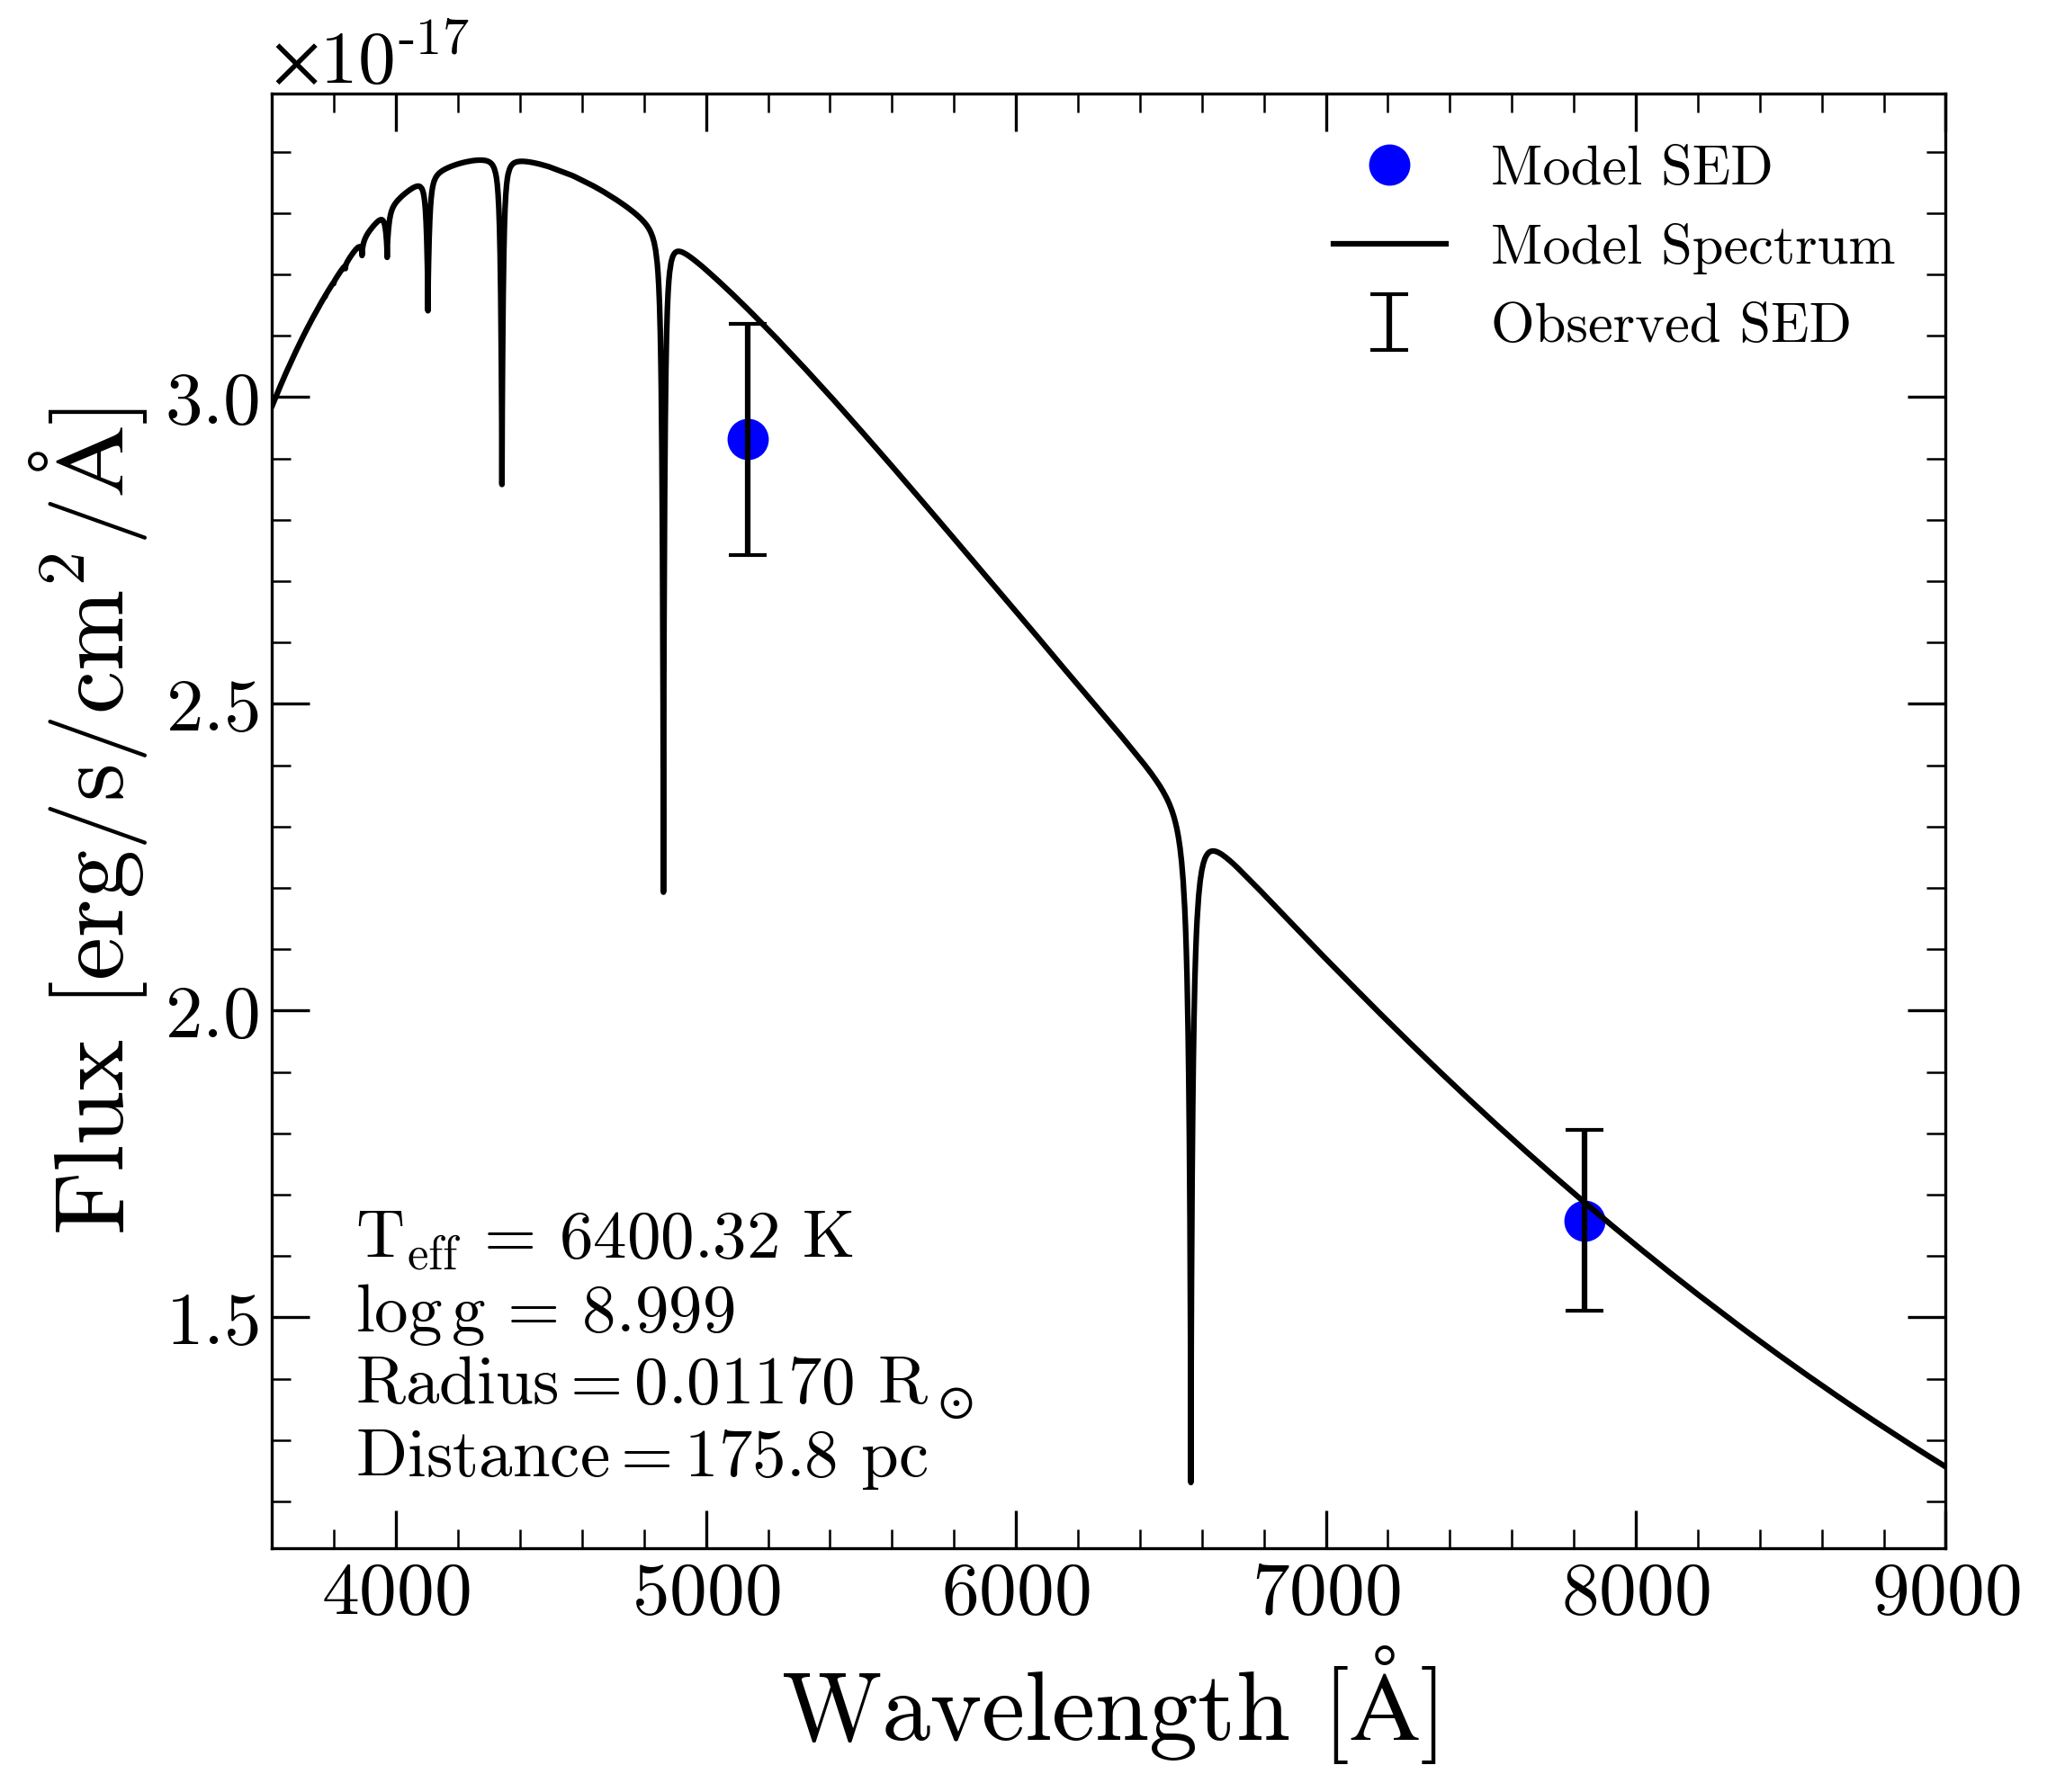 ×10⁻¹⁷
Flux [erg/s/cm²/Å]
3.0
2.5
2.0
1.5
Model SED
Model Spectrum
Observed SED
T_eff = 6400.32 K
log g = 8.999
Radius = 0.01170 R_⊙
Distance = 175.8 pc
4000 5000 6000 7000 8000 9000
Wavelength [Å]